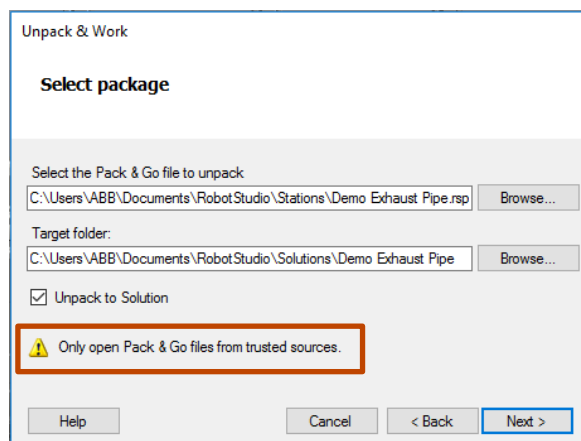 Unpack & Work
Select package
Select the Pack & Go file to unpack
C:\Users\ABB\Documents\RobotStudio\Stations\Demo Exhaust Pipe.rsp
Browse...
Target folder:
C:\Users\ABB\Documents\RobotStudio\Solutions\Demo Exhaust Pipe
Browse...
Unpack to Solution
Only open Pack & Go files from trusted sources.
Help
Cancel
< Back
Next >